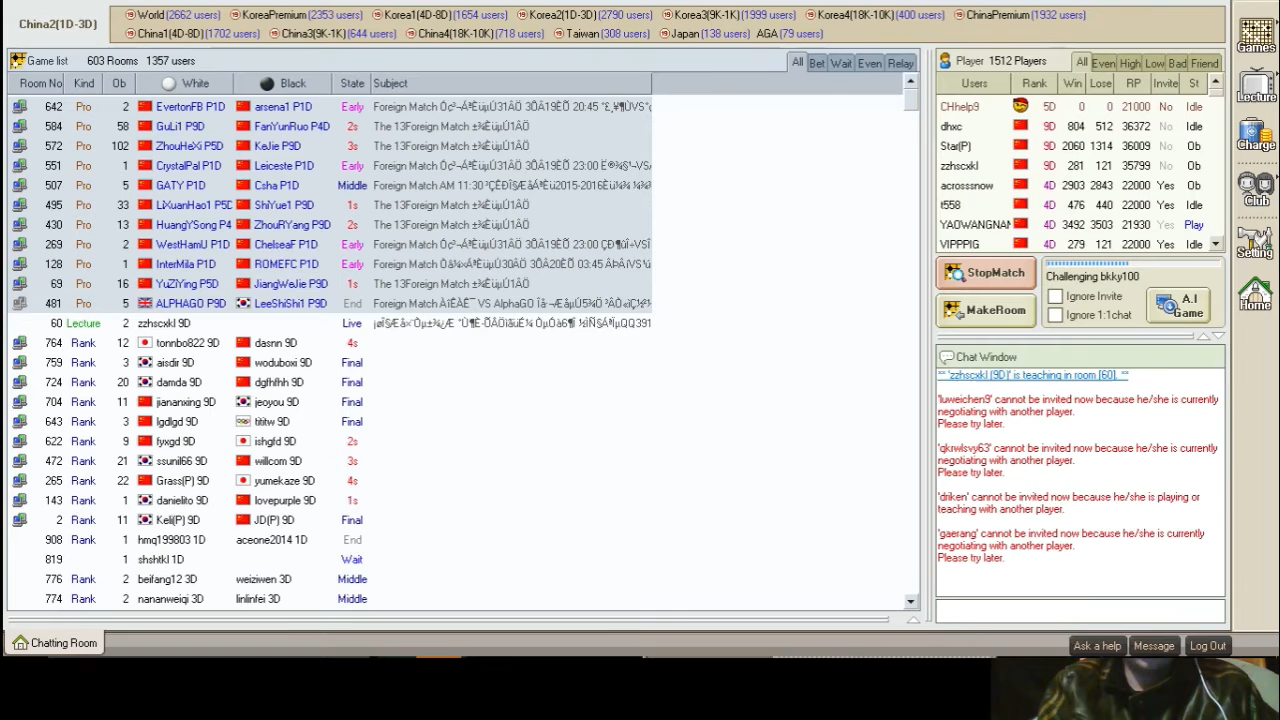 China2(1D-3D)
World(2662 users) KoreaPremium(2353 users) Korea1(4D-8D)(1654 users) Korea2(1D-3D)(2790 users) Korea3(9K-1K)(1999 users) Korea4(18K-10K)(400 users) ChinaPremium(1932 users)
China1(4D-8D)(1702 users) China3(9K-1K)(644 users) China4(18K-10K)(718 users) Taiwan(308 users) Japan(138 users) AGA(79 users)
Game list 603 Rooms 1357 users All Bet Wait Even Relay
Room No Kind Ob White Black State Subject
642 Pro 2 EvertonFB P1D arsena1 P1D Early Foreign Match
584 Pro 58 GuLi1 P9D FanYunRuo P4D 2s The 13Foreign Match
572 Pro 102 ZhouHeXi P5D KeJie P9D 3s The 13Foreign Match
551 Pro 1 CrystalPal P1D Leiceste P1D Early Foreign Match
507 Pro 5 GATY P1D Csha P1D Middle Foreign Match AM 11:30
495 Pro 33 LiXuanHao1 P5D ShiYue1 P9D 1s The 13Foreign Match
430 Pro 13 HuangYSong P4 ZhouRYang P9D 2s The 13Foreign Match
269 Pro 2 WestHamU P1D ChelseaF P1D Early Foreign Match
128 Pro 1 InterMila P1D ROMEFC P1D Early Foreign Match
69 Pro 16 YuZiYing P5D JiangWeiJie P9D 1s The 13Foreign Match
481 Pro 5 ALPHAGO P9D LeeShiShi1 P9D End Foreign Match
60 Lecture 2 zzhscxkl 9D Live
764 Rank 12 tonnbo822 9D dasnn 9D 4s
759 Rank 3 aisdir 9D woduboxi 9D Final
724 Rank 20 damda 9D dgfhfhh 9D Final
704 Rank 11 jiananxing 9D jeoyou 9D Final
643 Rank 3 lgdlgd 9D tititw 9D Final
622 Rank 9 fyxgd 9D ishgfd 9D 2s
472 Rank 21 ssunil66 9D willcom 9D 3s
265 Rank 22 Grass(P) 9D yumekaze 9D 4s
143 Rank 1 danielito 9D lovepurple 9D 1s
2 Rank 11 Keli(P) 9D JD(P) 9D Final
908 Rank 1 hmq199803 1D aceone2014 1D End
819 1 shshtkl 1D Wait
776 Rank 2 beifang12 3D weiziwen 3D Middle
774 Rank 2 nananweiqi 3D linlinfei 3D Middle
Chatting Room
Player 1512 Players All Even High Low Bad Friend
Users Rank Win Lose RP Invite St
CHhelp9 5D 0 0 21000 No Idle
dhxc 9D 804 512 36372 No Idle
Star(P) 9D 2060 1314 36009 No Ob
zzhscxkl 9D 281 121 35799 No Ob
acrosssnow 4D 2903 2843 22000 Yes Ob
t558 4D 476 440 22000 Yes Idle
YAOWANGNAN 4D 3492 3503 21930 Yes Play
VIPPPIG 4D 279 121 22000 Yes Idle
StopMatch
MakeRoom
Challenging bkky100
Ignore Invite
Ignore 1:1chat
A.I
Game
Chat Window
** 'zzhscxkl (9D)' is teaching in room [60]. **
'luweichen9' cannot be invited now because he/she is currently
negotiating with another player.
Please try later.
'qkrwlsvy63' cannot be invited now because he/she is currently
negotiating with another player.
Please try later.
'driken' cannot be invited now because he/she is playing or
teaching with another player.
'gaerang' cannot be invited now because he/she is currently
negotiating with another player.
Please try later.
Ask a help Message Log Out
Games
Lecture
Charge
Club
Setting
Home